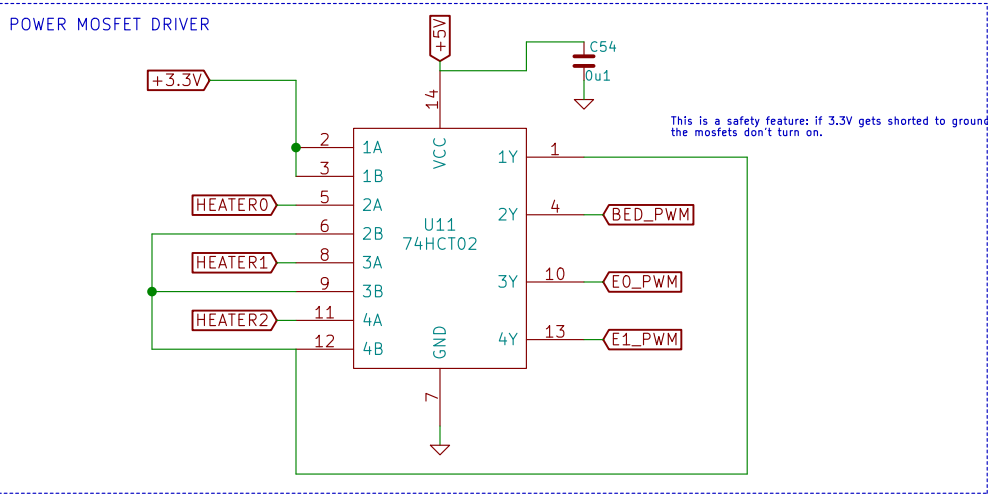 POWER MOSFET DRIVER
+5V
C54
0u1
+3.3V
14
This is a safety feature: if 3.3V gets shorted to ground
the mosfets don't turn on.
2 1A VCC 1Y 1
3 1B
HEATER0 5 2A 2Y 4 BED_PWM
6 2B U11
74HCT02
HEATER1 8 3A 3Y 10 E0_PWM
9 3B
HEATER2 11 4A 4Y 13 E1_PWM
12 4B GND
7